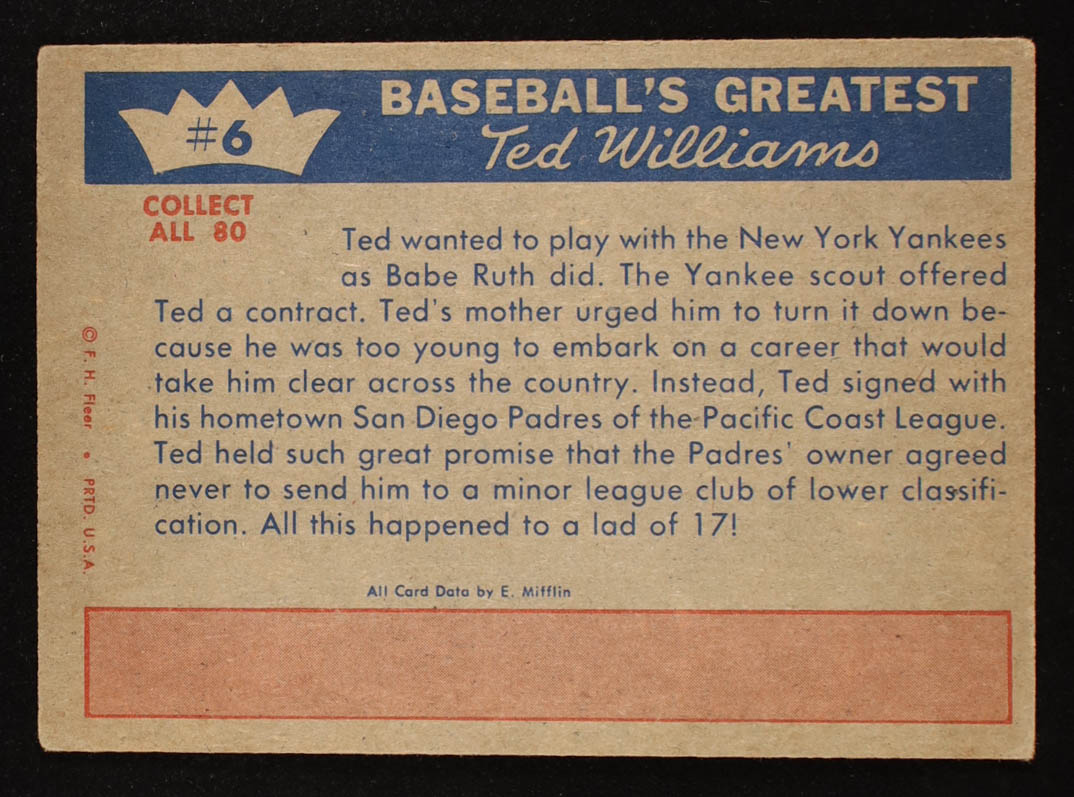 #6
BASEBALL'S GREATEST
Ted Williams
COLLECT
ALL 80
Ted wanted to play with the New York Yankees
as Babe Ruth did. The Yankee scout offered
Ted a contract. Ted's mother urged him to turn it down be-
cause he was too young to embark on a career that would
take him clear across the country. Instead, Ted signed with
his hometown San Diego Padres of the Pacific Coast League.
Ted held such great promise that the Padres' owner agreed
never to send him to a minor league club of lower classifi-
cation. All this happened to a lad of 17!
All Card Data by E. Mifflin
© F. H. Fleer • PRTD. U.S.A.